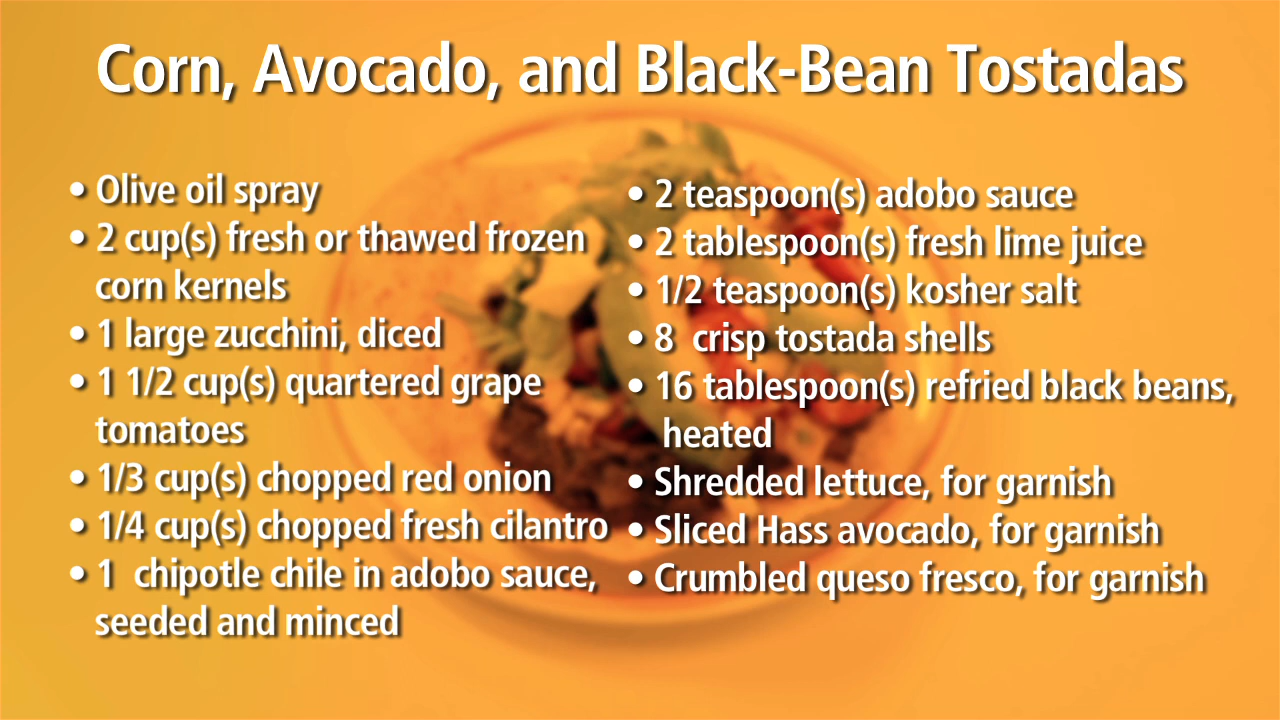 Corn, Avocado, and Black-Bean Tostadas
• Olive oil spray
• 2 cup(s) fresh or thawed frozen
corn kernels
• 1 large zucchini, diced
• 1 1/2 cup(s) quartered grape
tomatoes
• 1/3 cup(s) chopped red onion
• 1/4 cup(s) chopped fresh cilantro
• 1  chipotle chile in adobo sauce,
seeded and minced
• 2 teaspoon(s) adobo sauce
• 2 tablespoon(s) fresh lime juice
• 1/2 teaspoon(s) kosher salt
• 8  crisp tostada shells
• 16 tablespoon(s) refried black beans,
heated
• Shredded lettuce, for garnish
• Sliced Hass avocado, for garnish
• Crumbled queso fresco, for garnish